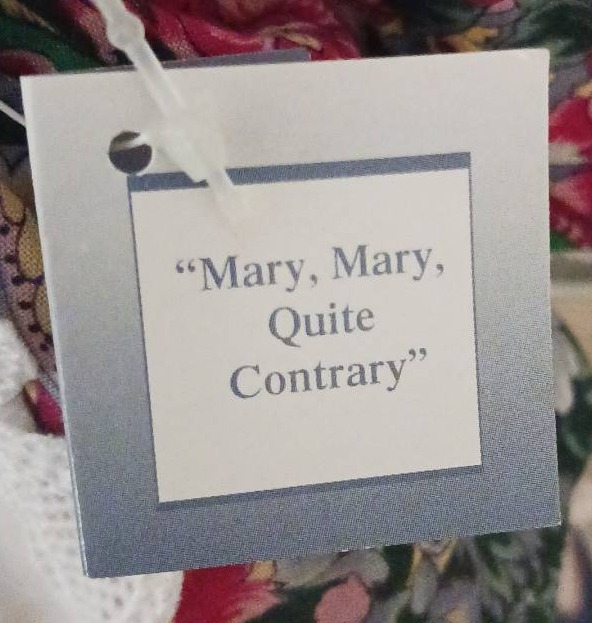 “Mary, Mary,
Quite
Contrary”